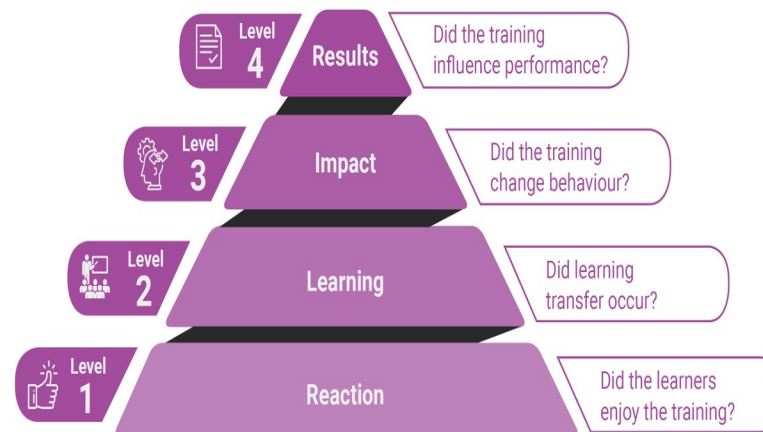 Level
4
Results
Did the training
influence performance?
Level
3
Impact
Did the training
change behaviour?
Level
2
Learning
Did learning
transfer occur?
Level
1
Reaction
Did the learners
enjoy the training?